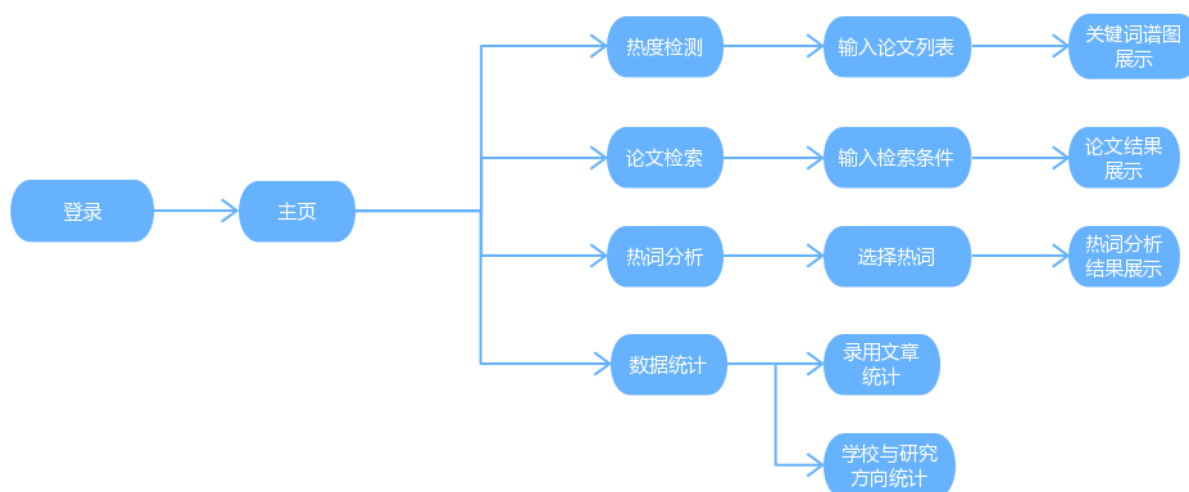 热度检测
输入论文列表
关键词谱图
展示
论文检索
输入检索条件
论文结果
展示
登录
主页
热词分析
选择热词
热词分析
结果展示
数据统计
录用文章
统计
学校与研究
方向统计